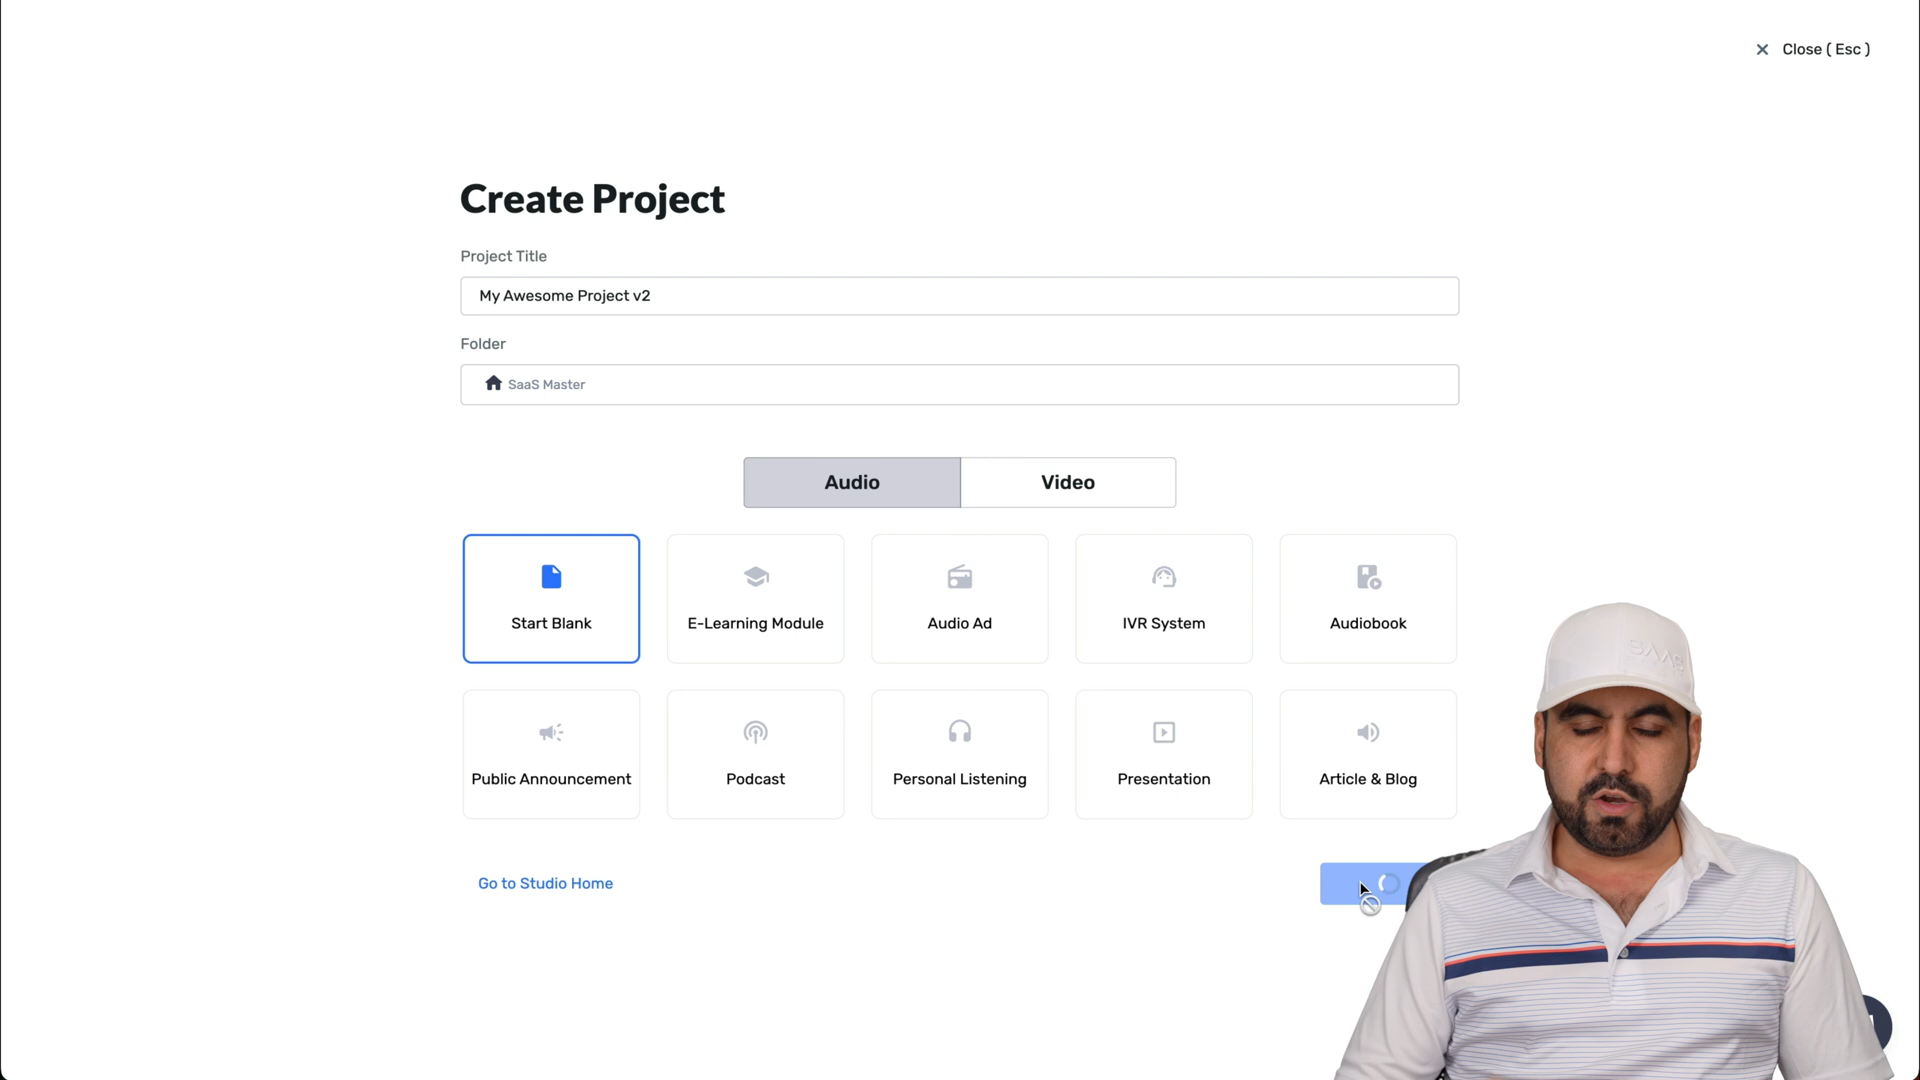 Close ( Esc )
Create Project
Project Title
My Awesome Project v2
Folder
SaaS Master
Audio Video
Start Blank E-Learning Module Audio Ad IVR System Audiobook
Public Announcement Podcast Personal Listening Presentation Article & Blog
Go to Studio Home